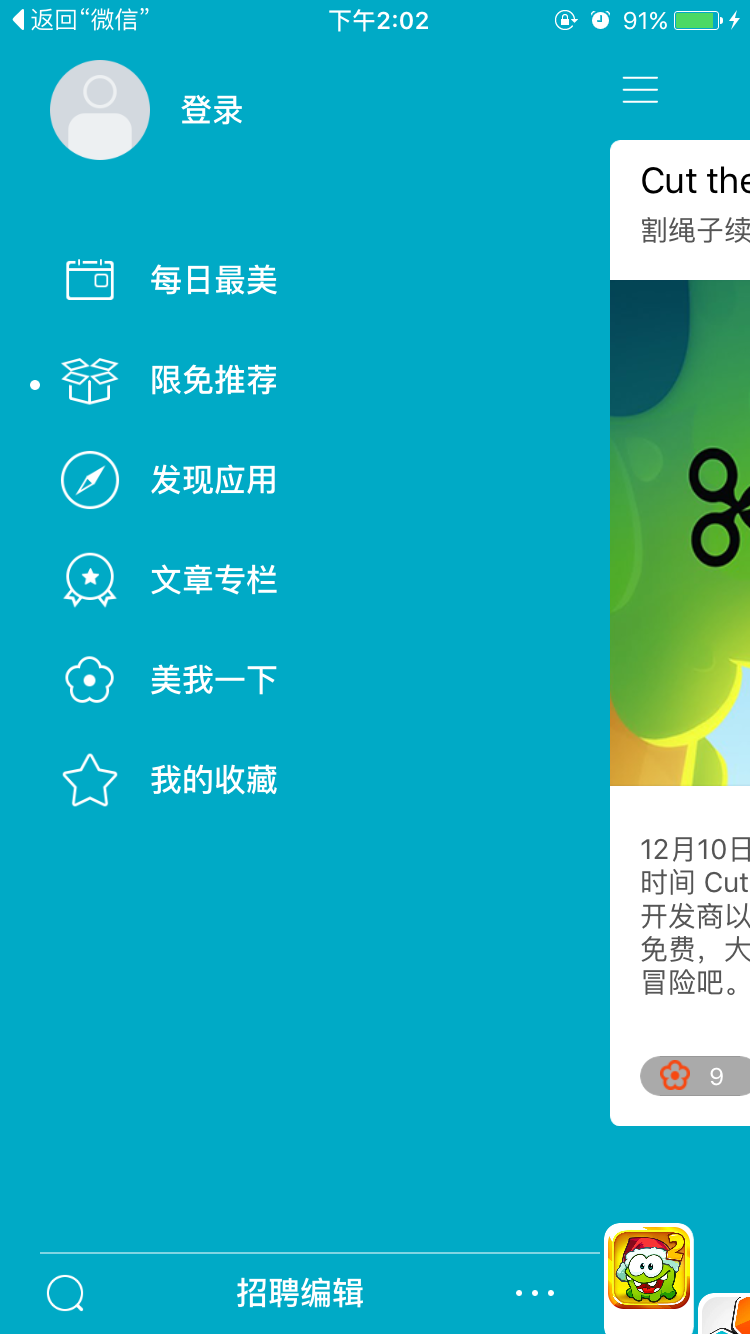 返回“微信”
下午2:02
91%
登录
每日最美
限免推荐
发现应用
文章专栏
美我一下
我的收藏
招聘编辑
Cut the
割绳子续
12月10日
时间 Cut
开发商以
免费，大
冒险吧。
9
2